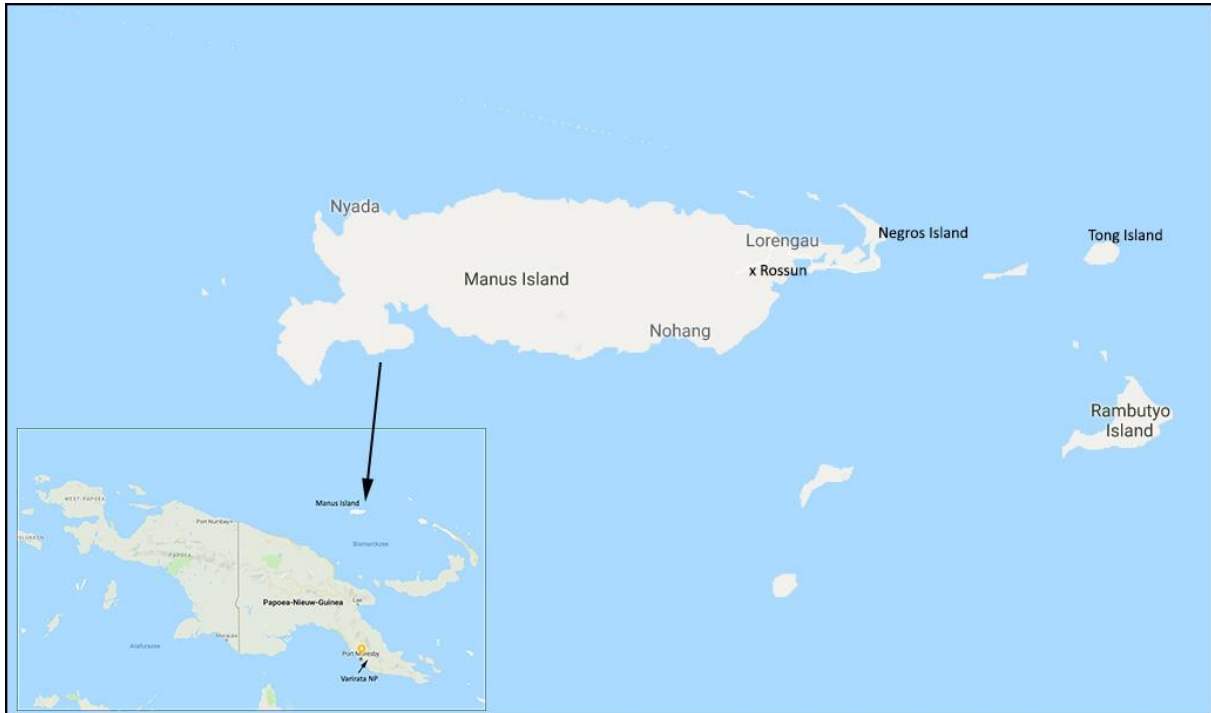 Nyada
Lorengau
Negros Island
Tong Island
x Rossun
Manus Island
Nohang
Rambutyo
Island
Manus Island
WEST-PAPOEA
Port Numbay
Bismarckzee
PAPOEA
Papoea-Nieuw-Guinea
Lae
Merauke
Arafurazee
Port Moresby
Varirata NP